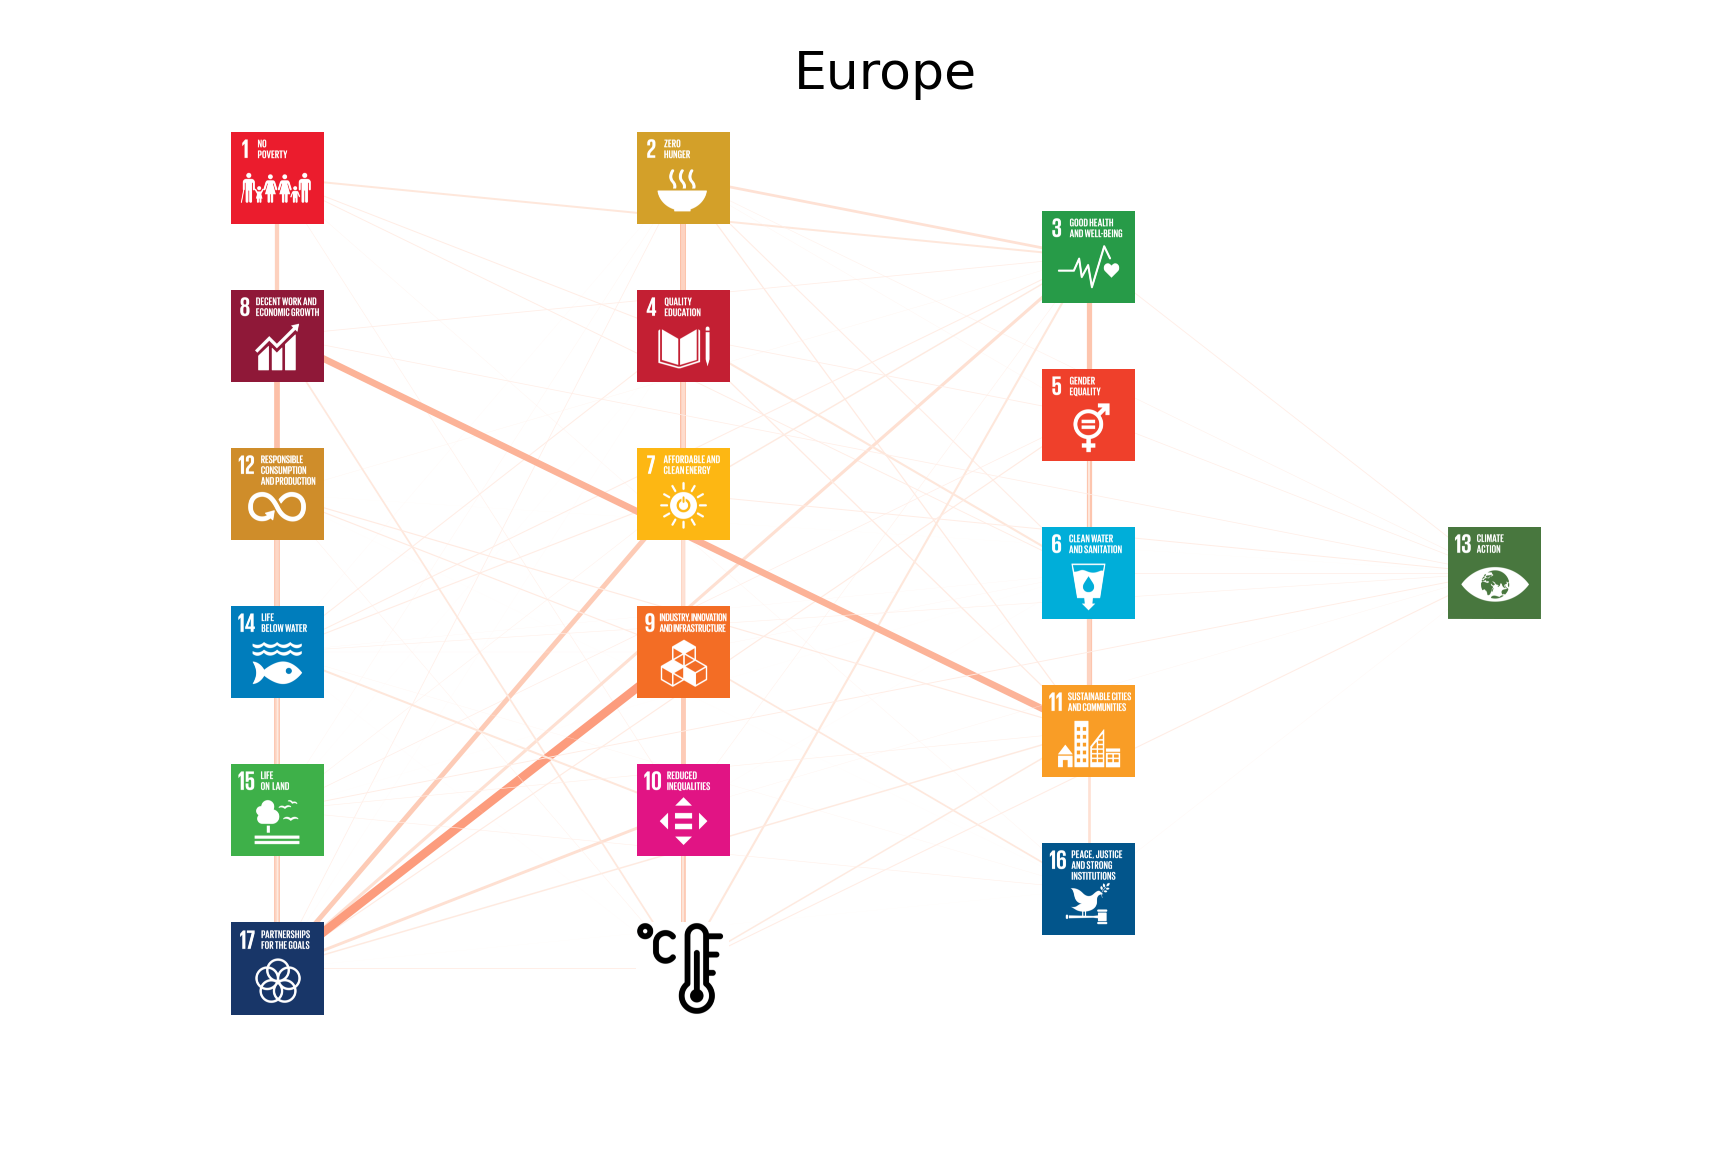 Europe
1 NO
POVERTY
2 ZERO
HUNGER
3 GOOD HEALTH
AND WELL-BEING
8 DECENT WORK AND
ECONOMIC GROWTH
4 QUALITY
EDUCATION
5 GENDER
EQUALITY
12 RESPONSIBLE
CONSUMPTION
AND PRODUCTION
7 AFFORDABLE AND
CLEAN ENERGY
6 CLEAN WATER
AND SANITATION
13 CLIMATE
ACTION
14 LIFE
BELOW WATER
9 INDUSTRY, INNOVATION
AND INFRASTRUCTURE
11 SUSTAINABLE CITIES
AND COMMUNITIES
15 LIFE
ON LAND
10 REDUCED
INEQUALITIES
16 PEACE, JUSTICE
AND STRONG
INSTITUTIONS
17 PARTNERSHIPS
FOR THE GOALS
°C